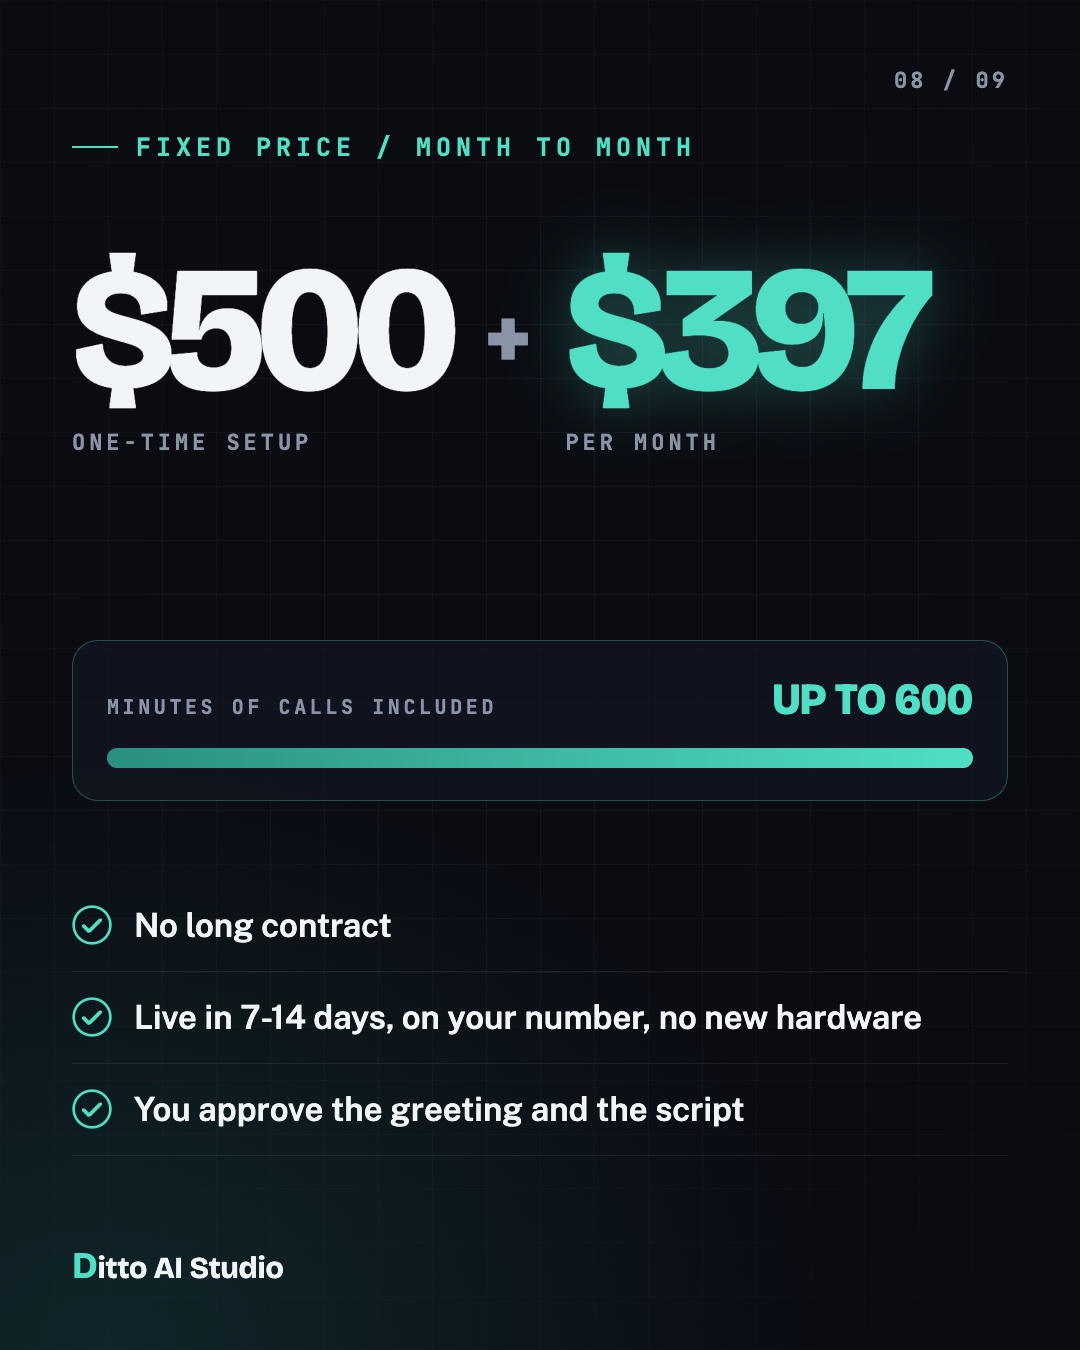 08 / 09
FIXED PRICE / MONTH TO MONTH
$500 + $397
ONE-TIME SETUP PER MONTH
MINUTES OF CALLS INCLUDED UP TO 600
No long contract
Live in 7-14 days, on your number, no new hardware
You approve the greeting and the script
Ditto AI Studio